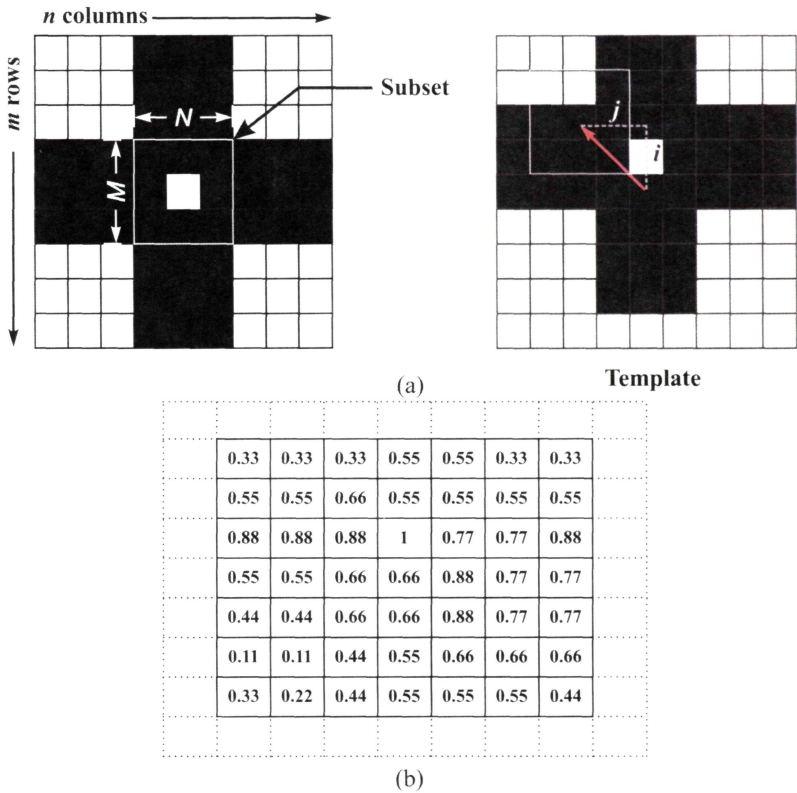 n columns
m rows
N
M
Subset
j
i
(a)
Template
0.33 0.33 0.33 0.55 0.55 0.33 0.33
0.55 0.55 0.66 0.55 0.55 0.55 0.55
0.88 0.88 0.88 1 0.77 0.77 0.88
0.55 0.55 0.66 0.66 0.88 0.77 0.77
0.44 0.44 0.66 0.66 0.88 0.77 0.77
0.11 0.11 0.44 0.55 0.66 0.66 0.66
0.33 0.22 0.44 0.55 0.55 0.55 0.44
(b)